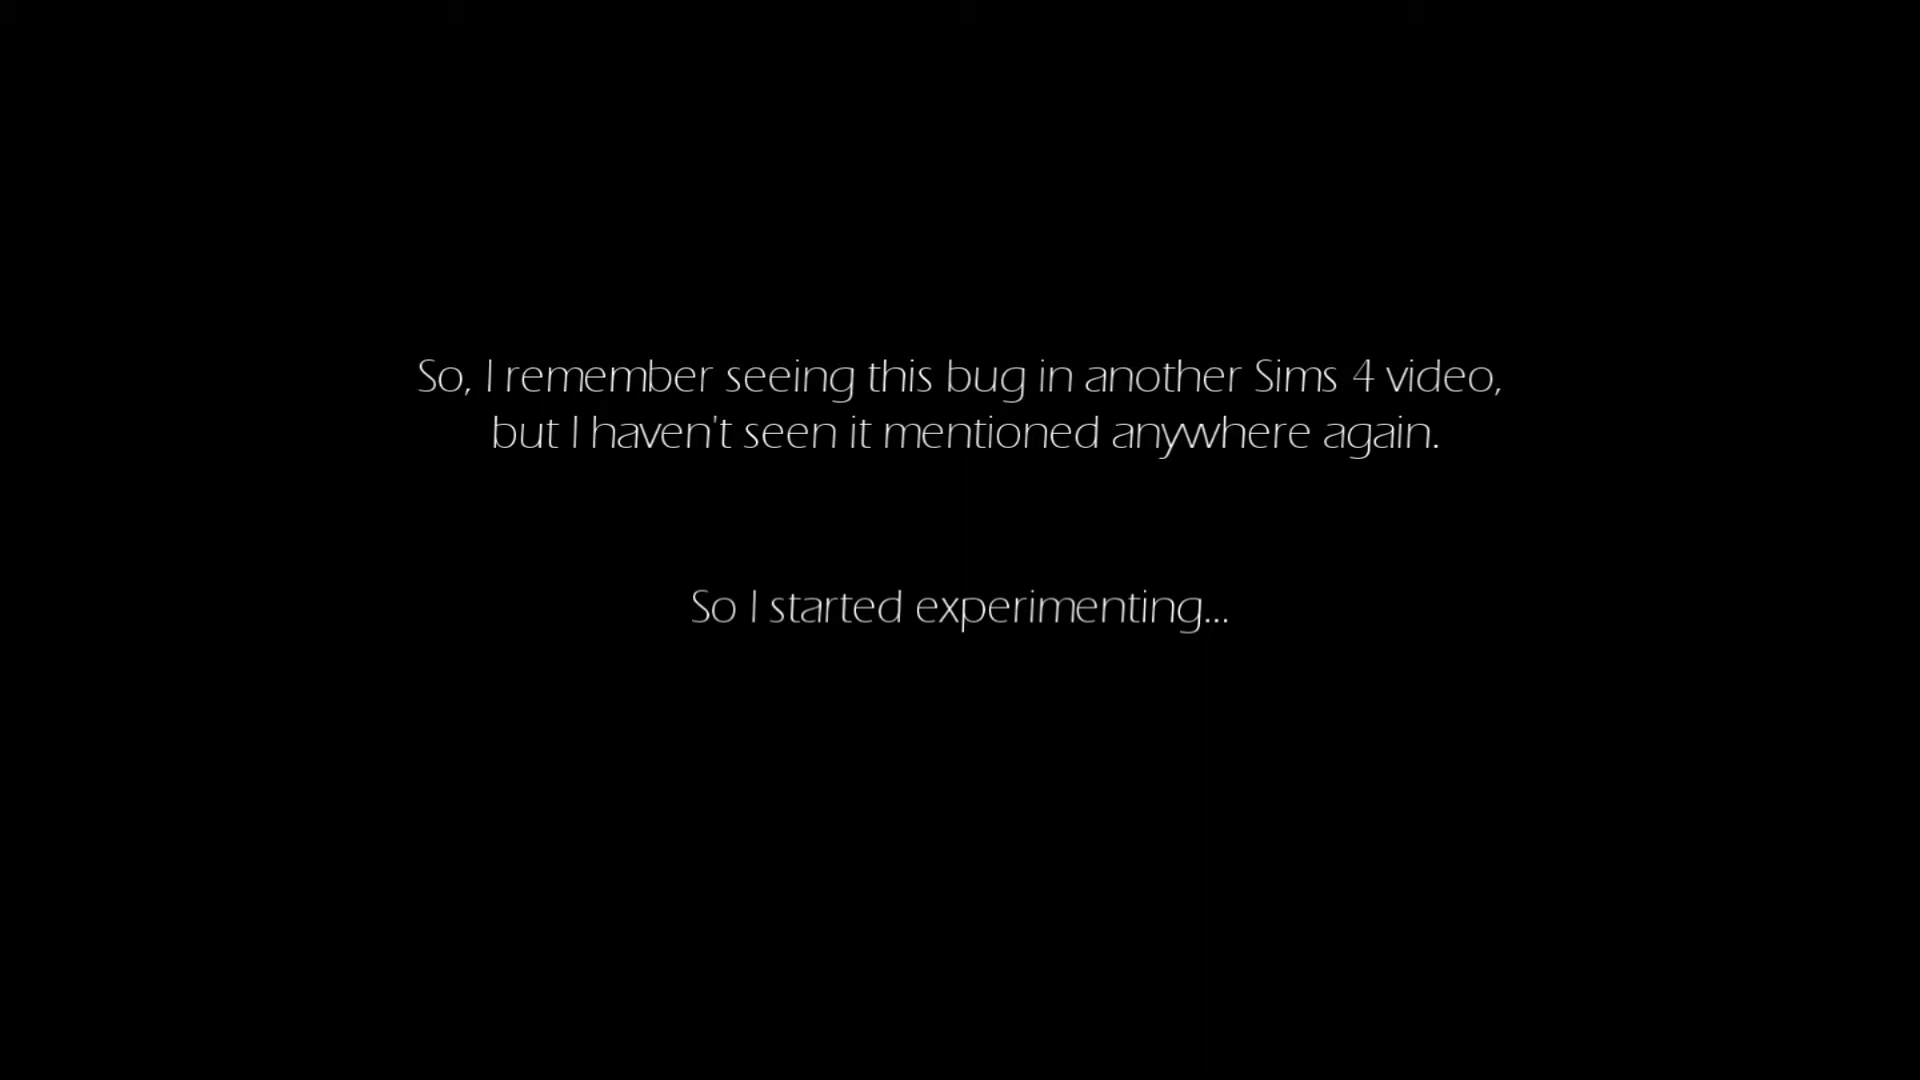 So, I remember seeing this bug in another Sims 4 video,
but I haven't seen it mentioned anywhere again.
So I started experimenting...